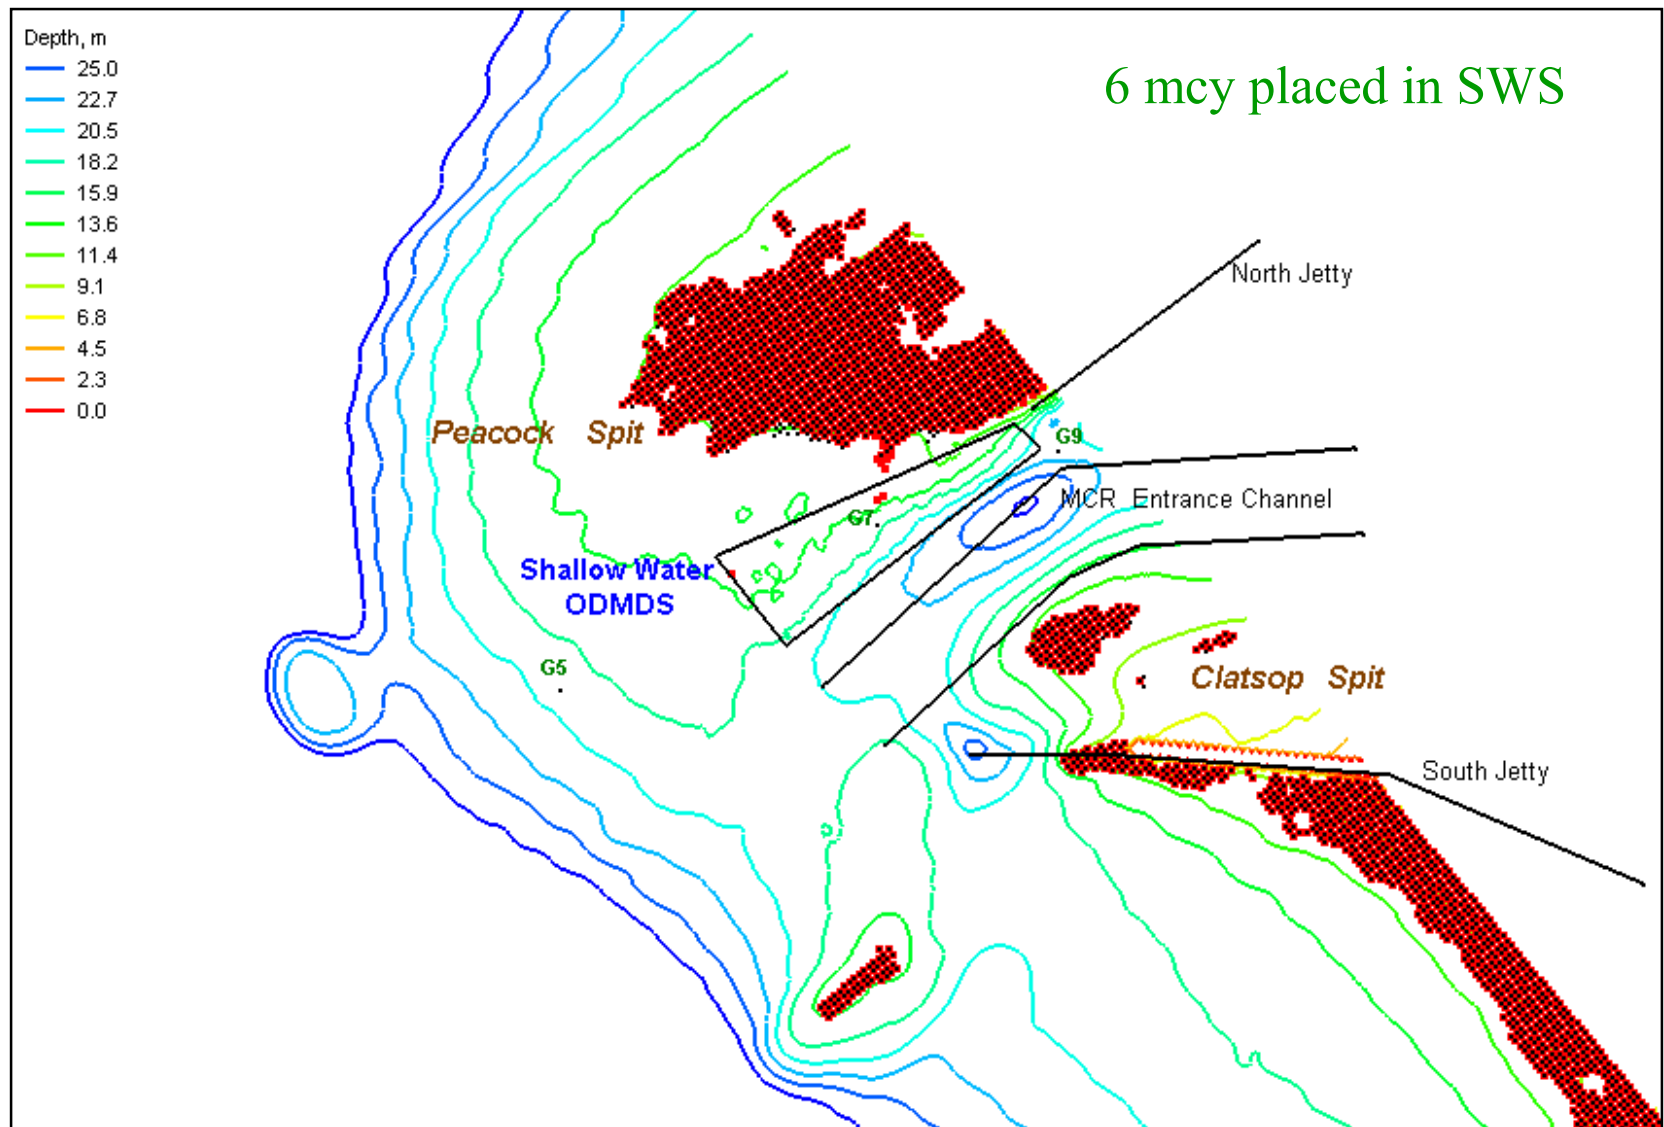 Depth, m
25.0
22.7
20.5
18.2
15.9
13.6
11.4
9.1
6.8
4.5
2.3
0.0
6 mcy placed in SWS
North Jetty
Peacock Spit
G9
MCR Entrance Channel
G7
Shallow Water
ODMDS
G5
Clatsop Spit
South Jetty